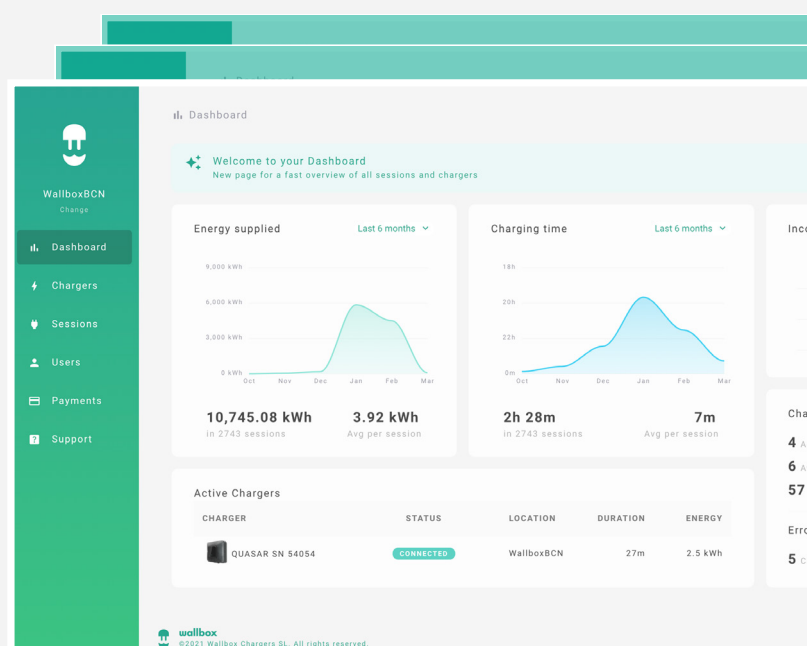 Dashboard
Welcome to your Dashboard
New page for a fast overview of all sessions and chargers
WallboxBCN
Change
Dashboard
Chargers
Sessions
Users
Payments
Support
Energy supplied
Last 6 months
9,000 kWh
6,000 kWh
3,000 kWh
0 kWh
Oct Nov Dec Jan Feb Mar
10,745.08 kWh 3.92 kWh
in 2743 sessions Avg per session
Charging time
Last 6 months
18h
20h
22h
0m
Oct Nov Dec Jan Feb Mar
2h 28m 7m
in 2743 sessions Avg per session
Inco
Cha
4 A
6 A
57
Erro
5 C
Active Chargers
CHARGER STATUS LOCATION DURATION ENERGY
QUASAR SN 54054 CONNECTED WallboxBCN 27m 2.5 kWh
wallbox
©2021 Wallbox Chargers SL. All rights reserved.